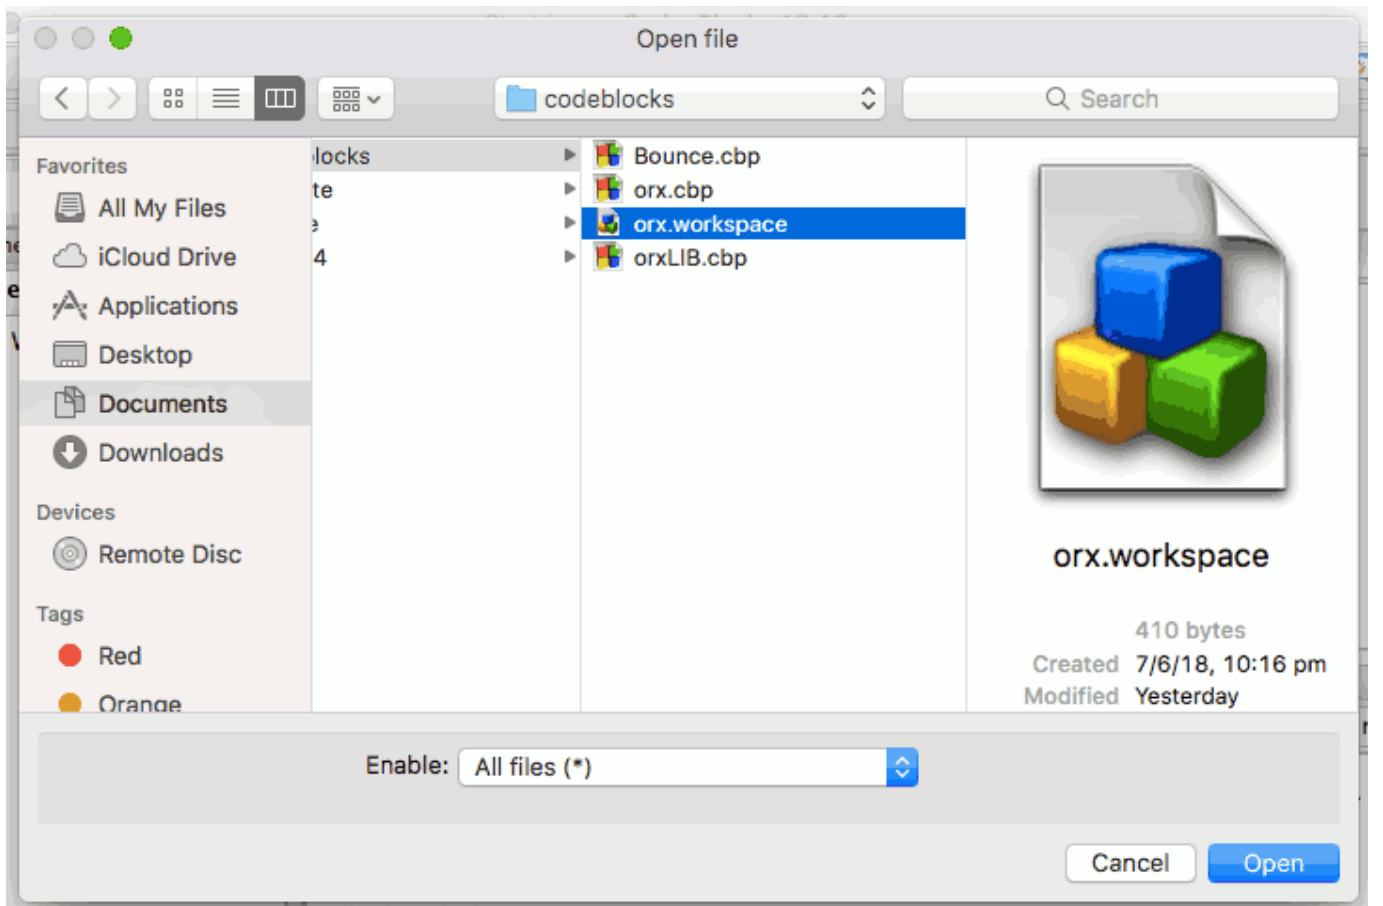 Open file
codeblocks
Search
Favorites
All My Files
iCloud Drive
Applications
Desktop
Documents
Downloads
Devices
Remote Disc
Tags
Red
Orange
locks
te
e
4
Bounce.cbp
orx.cbp
orx.workspace
orxLIB.cbp
orx.workspace
410 bytes
Created 7/6/18, 10:16 pm
Modified Yesterday
Enable: All files (*)
Cancel
Open